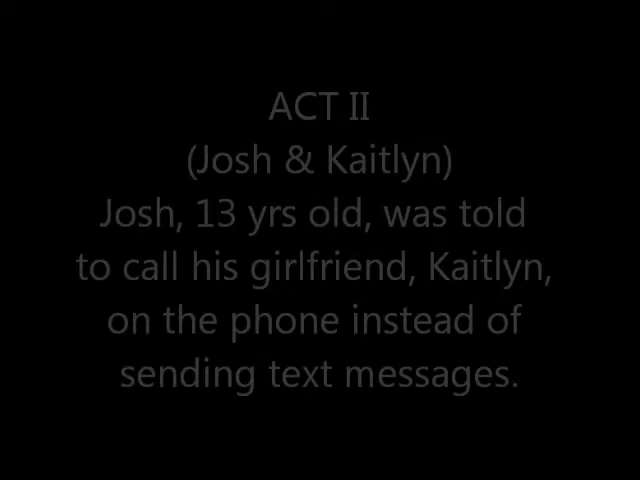 ACT II
(Josh & Kaitlyn)
Josh, 13 yrs old, was told
to call his girlfriend, Kaitlyn,
on the phone instead of
sending text messages.